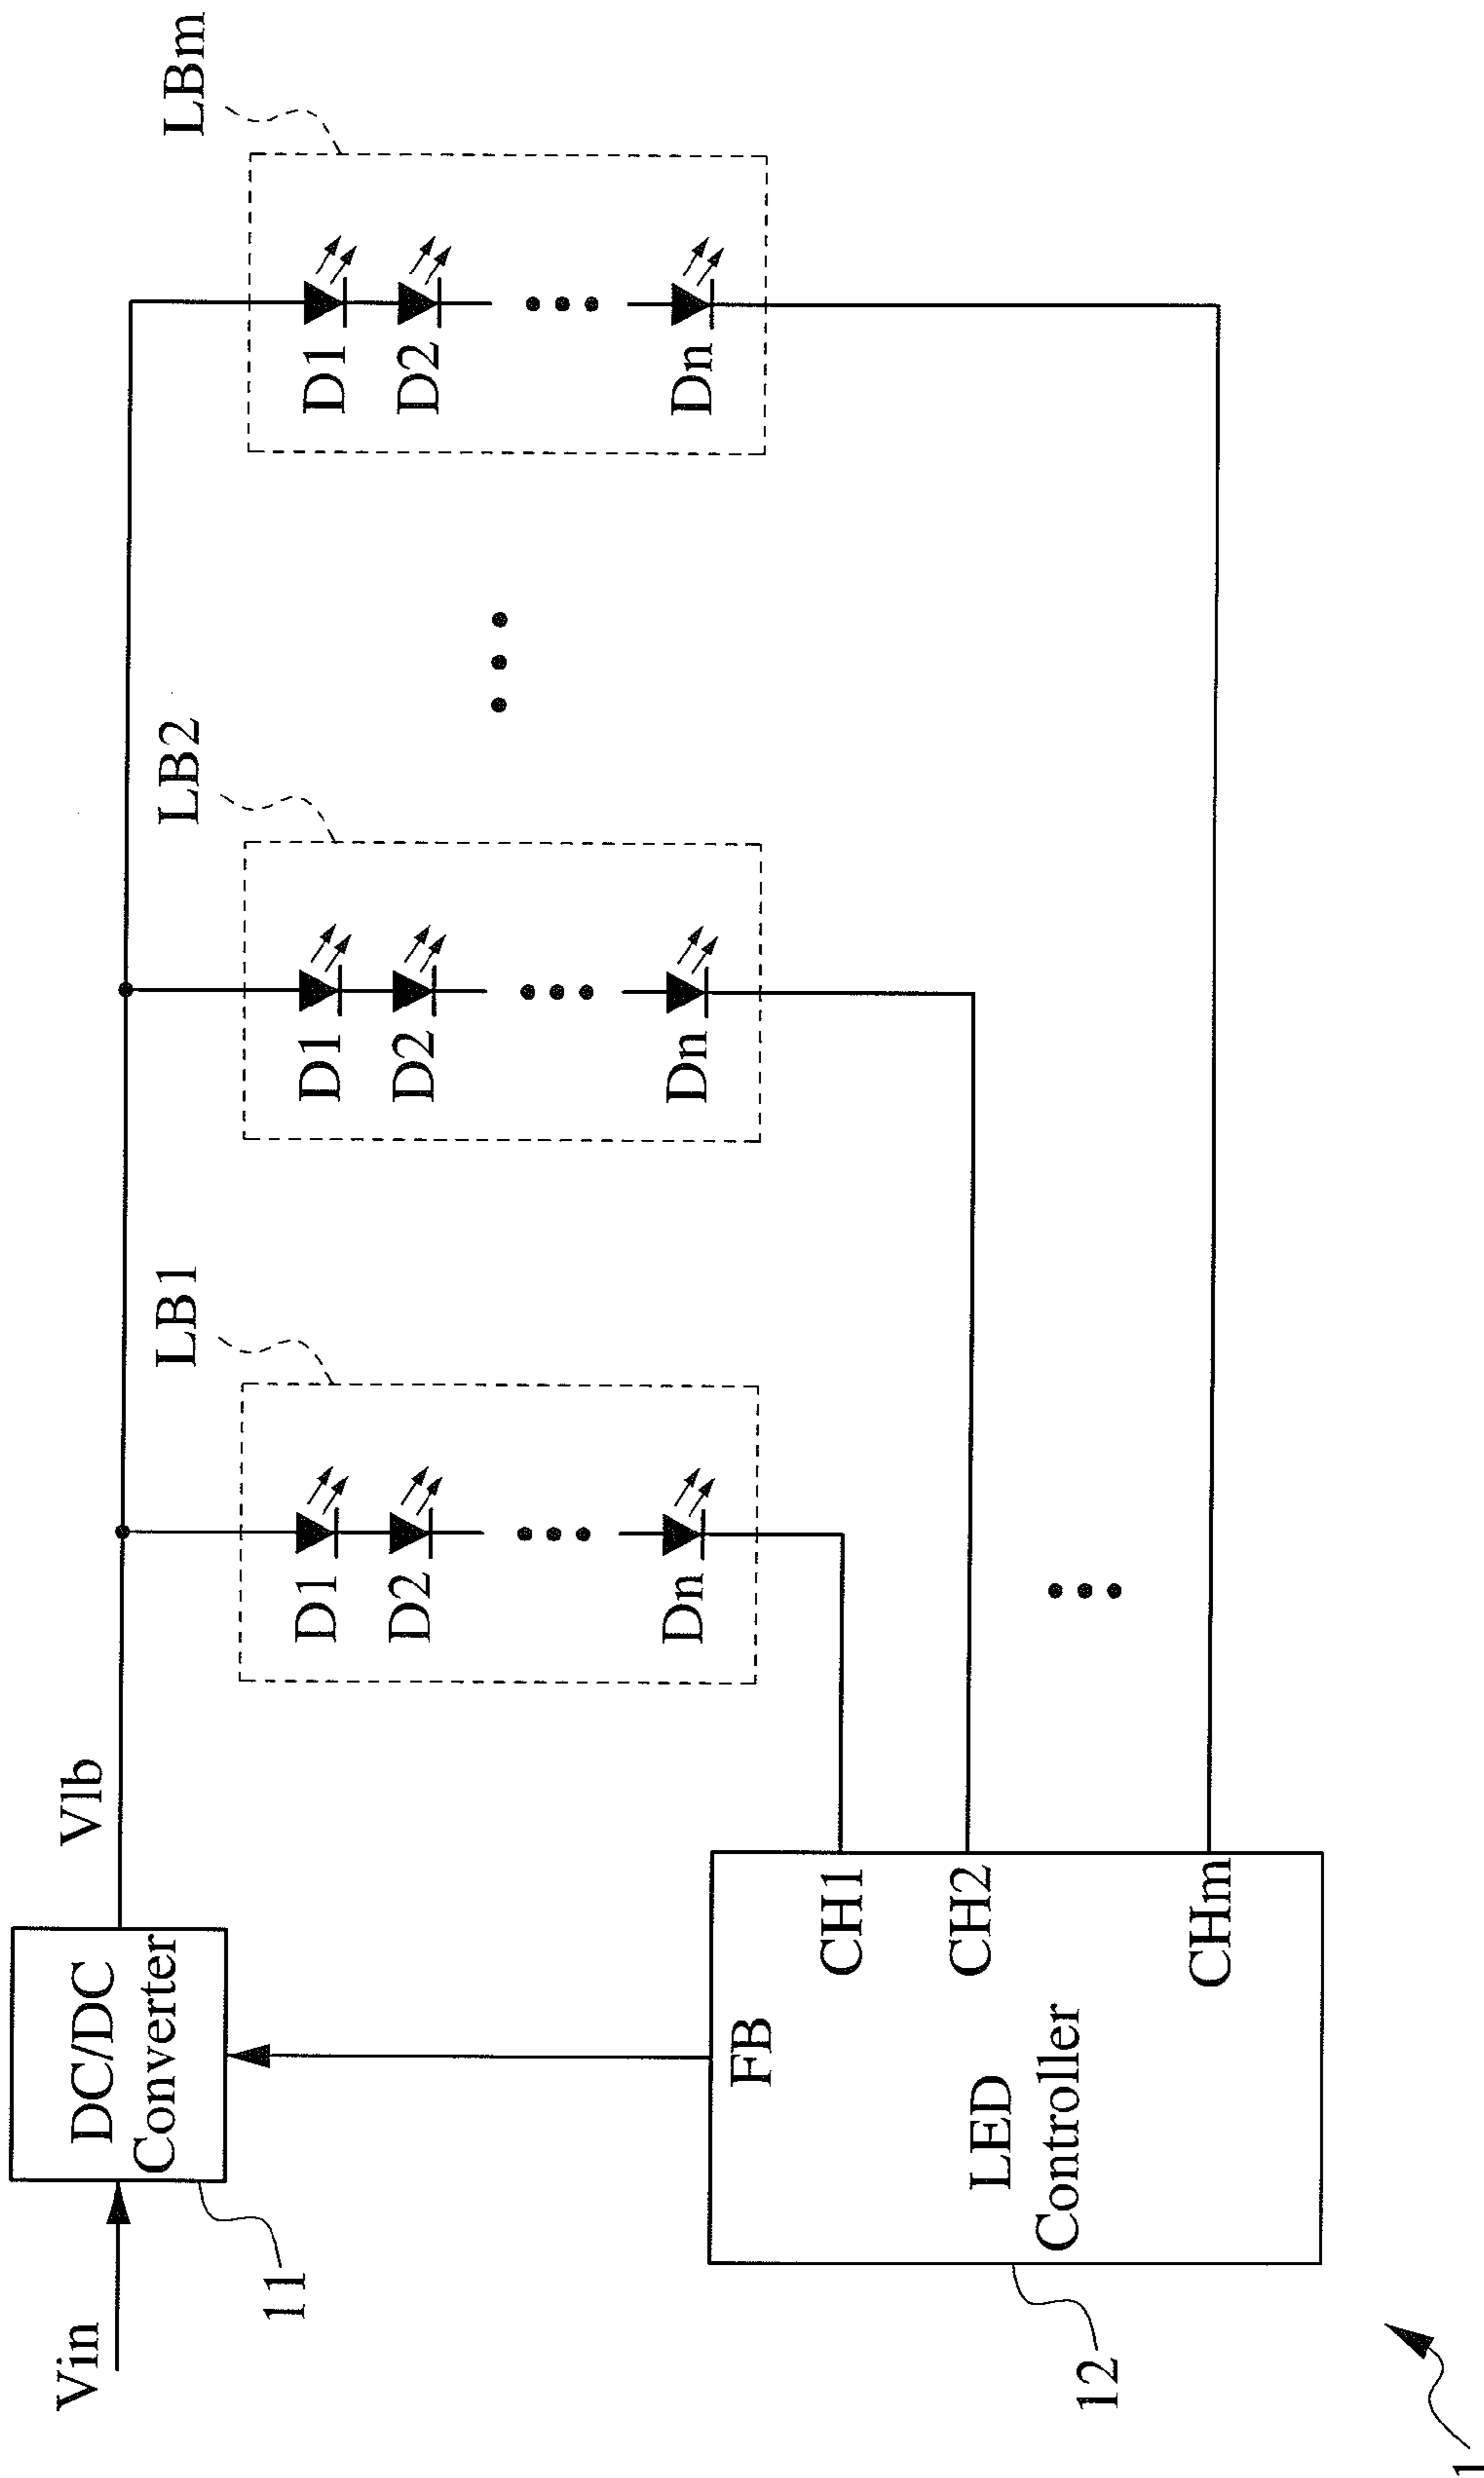 Vin
DC/DC
Converter
11
Vlb
LB1
LB2
LBm
D1
D2
Dn
D1
D2
Dn
D1
D2
Dn
FB
CH1
CH2
CHm
LED
Controller
12
1